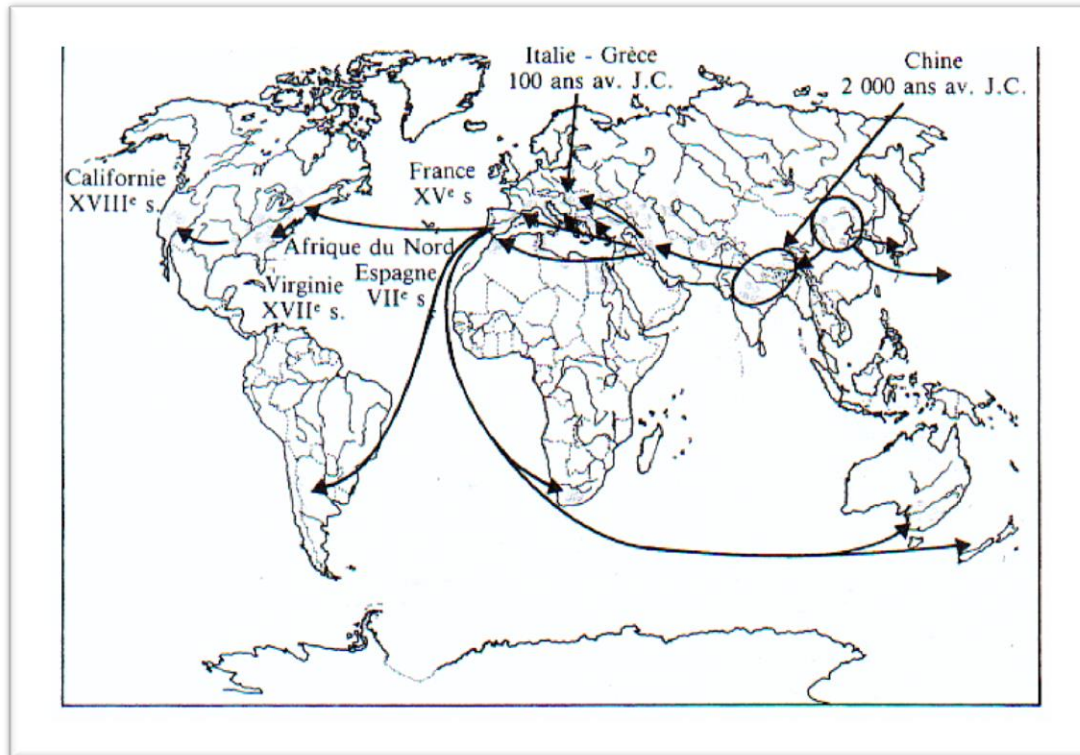 Italie - Grèce
100 ans av. J.C.
Chine
2 000 ans av. J.C.
France
XVe s
Californie
XVIIIe s.
Afrique du Nord
Espagne
VIIe s
Virginie
XVIIe s.